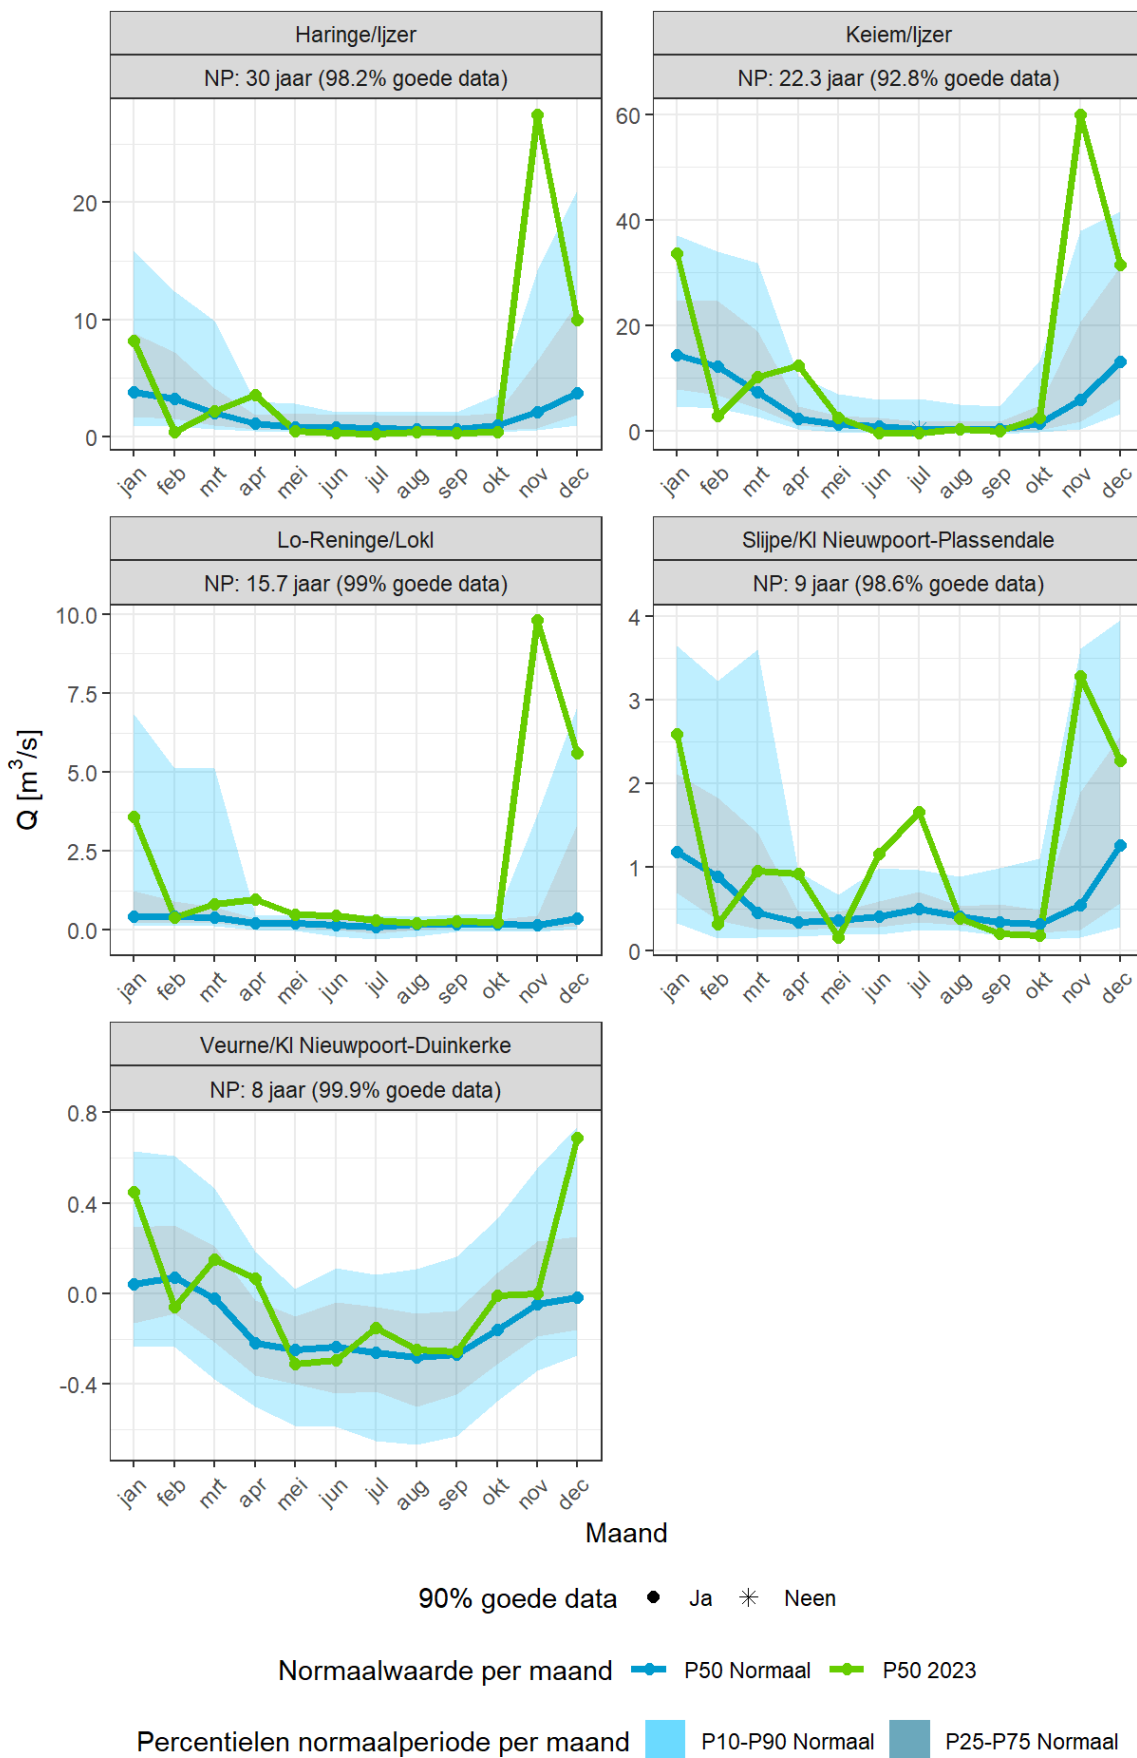 Haringe/Ijzer
NP: 30 jaar (98.2% goede data)
20
10
0
jan feb mrt apr mei jun jul aug sep okt nov dec
Keiem/Ijzer
NP: 22.3 jaar (92.8% goede data)
60
40
20
0
jan feb mrt apr mei jun jul aug sep okt nov dec
Lo-Reninge/Lokl
NP: 15.7 jaar (99% goede data)
10.0
7.5
5.0
2.5
0.0
jan feb mrt apr mei jun jul aug sep okt nov dec
Slijpe/Kl Nieuwpoort-Plassendale
NP: 9 jaar (98.6% goede data)
4
3
2
1
0
jan feb mrt apr mei jun jul aug sep okt nov dec
Veurne/Kl Nieuwpoort-Duinkerke
NP: 8 jaar (99.9% goede data)
0.8
0.4
0.0
-0.4
jan feb mrt apr mei jun jul aug sep okt nov dec
Q [m³/s]
Maand
90% goede data Ja Neen
Normaalwaarde per maand P50 Normaal P50 2023
Percentielen normaalperiode per maand P10-P90 Normaal P25-P75 Normaal